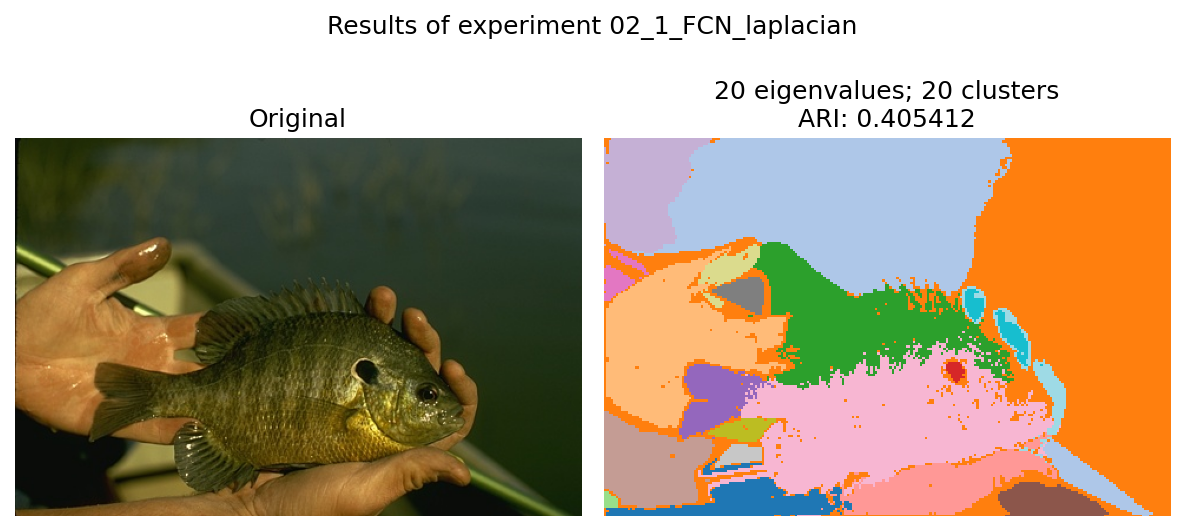 Results of experiment 02_1_FCN_laplacian
Original
20 eigenvalues; 20 clusters
ARI: 0.405412